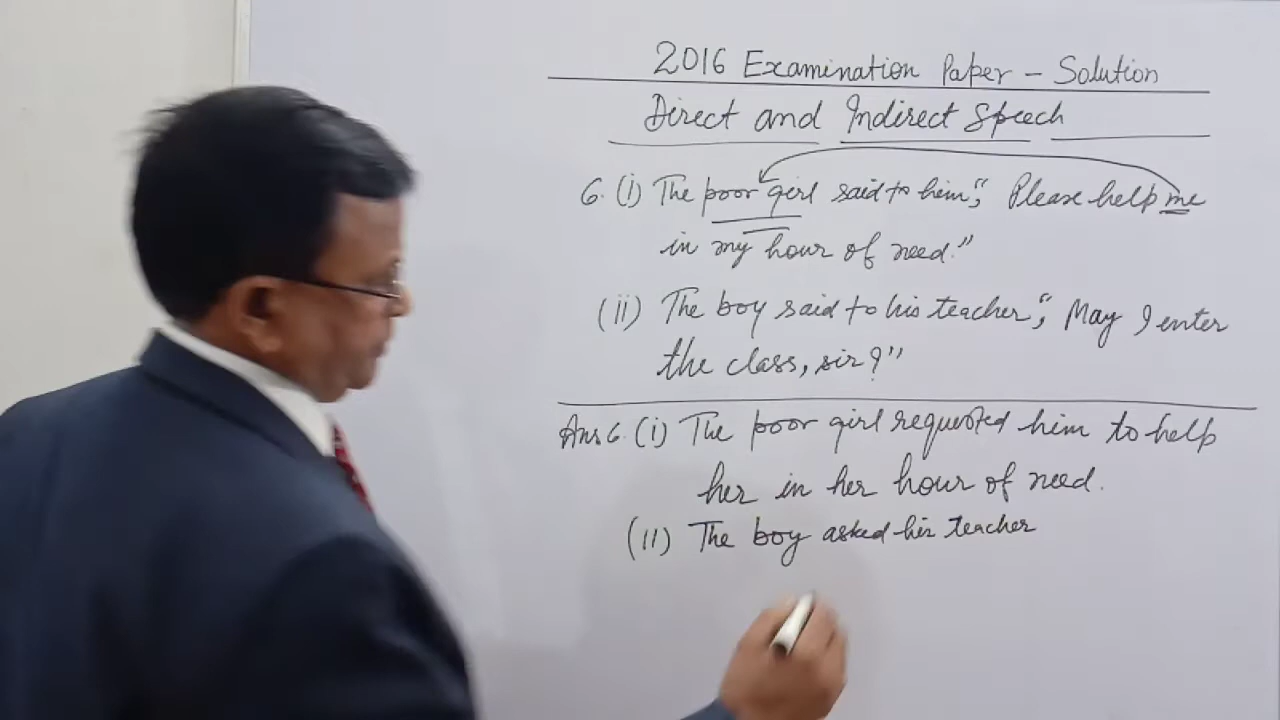 2016 Examination Paper - Solution
Direct and Indirect Speech
6. (i) The poor girl said to him," Please help me
in my hour of need."
(ii) The boy said to his teacher," May I enter
the class, sir?"
Ans 6. (i) The poor girl requested him to help
her in her hour of need.
(II) The boy asked his teacher